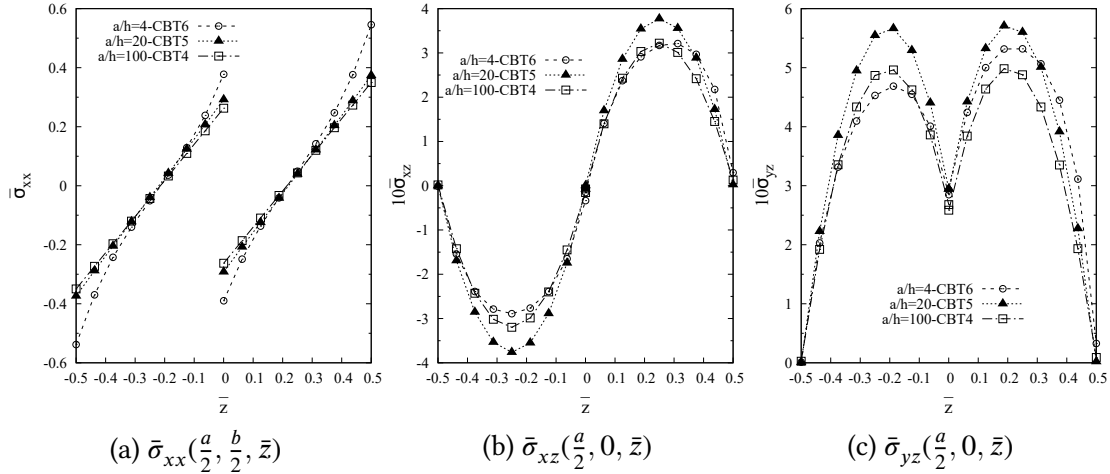 0.6
0.4
0.2
0
-0.2
-0.4
-0.6
σ̄xx
a/h=4-CBT6
a/h=20-CBT5
a/h=100-CBT4
-0.5 -0.4 -0.3 -0.2 -0.1 0 0.1 0.2 0.3 0.4 0.5
z̄
(a) σ̄xx(a/2, b/2, z̄)
4
3
2
1
0
-1
-2
-3
-4
10σ̄xz
a/h=4-CBT6
a/h=20-CBT5
a/h=100-CBT4
-0.5 -0.4 -0.3 -0.2 -0.1 0 0.1 0.2 0.3 0.4 0.5
z̄
(b) σ̄xz(a/2, 0, z̄)
6
5
4
3
2
1
0
10σ̄yz
a/h=4-CBT6
a/h=20-CBT5
a/h=100-CBT4
-0.5 -0.4 -0.3 -0.2 -0.1 0 0.1 0.2 0.3 0.4 0.5
z̄
(c) σ̄yz(a/2, 0, z̄)